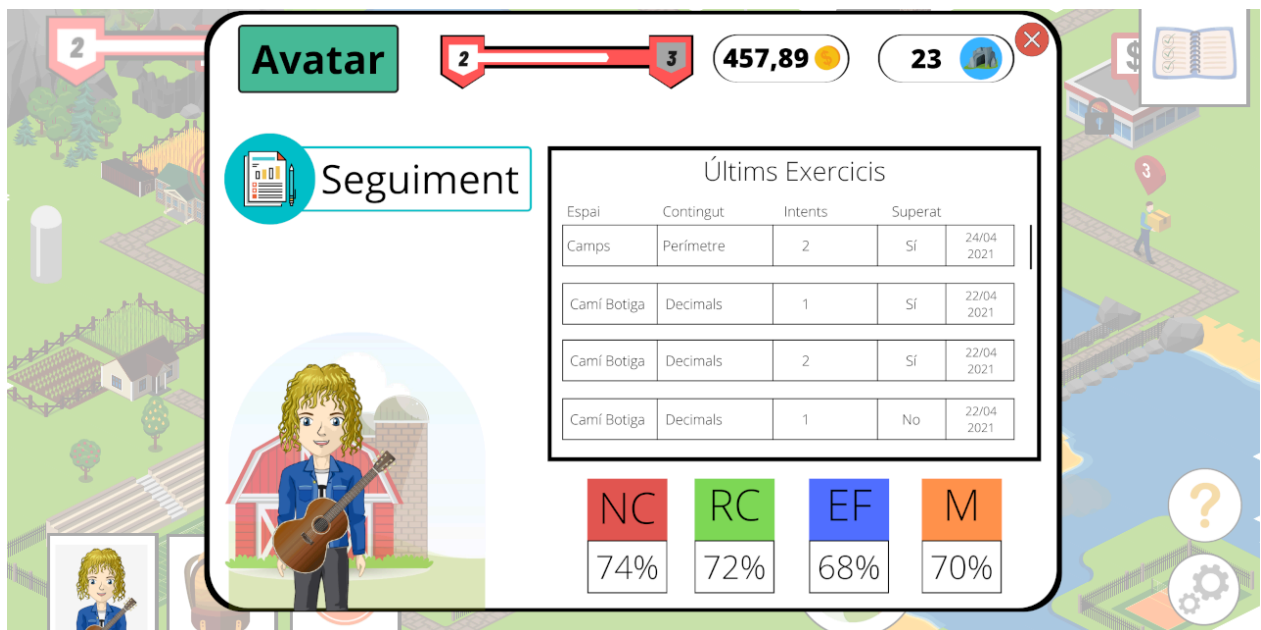 2
Avatar
2
3
457,89
23
$
3
Seguiment
Últims Exercicis
Espai Contingut Intents Superat
Camps Perímetre 2 Sí 24/04
2021
Camí Botiga Decimals 1 Sí 22/04
2021
Camí Botiga Decimals 2 Sí 22/04
2021
Camí Botiga Decimals 1 No 22/04
2021
NC RC EF M
74% 72% 68% 70%
?